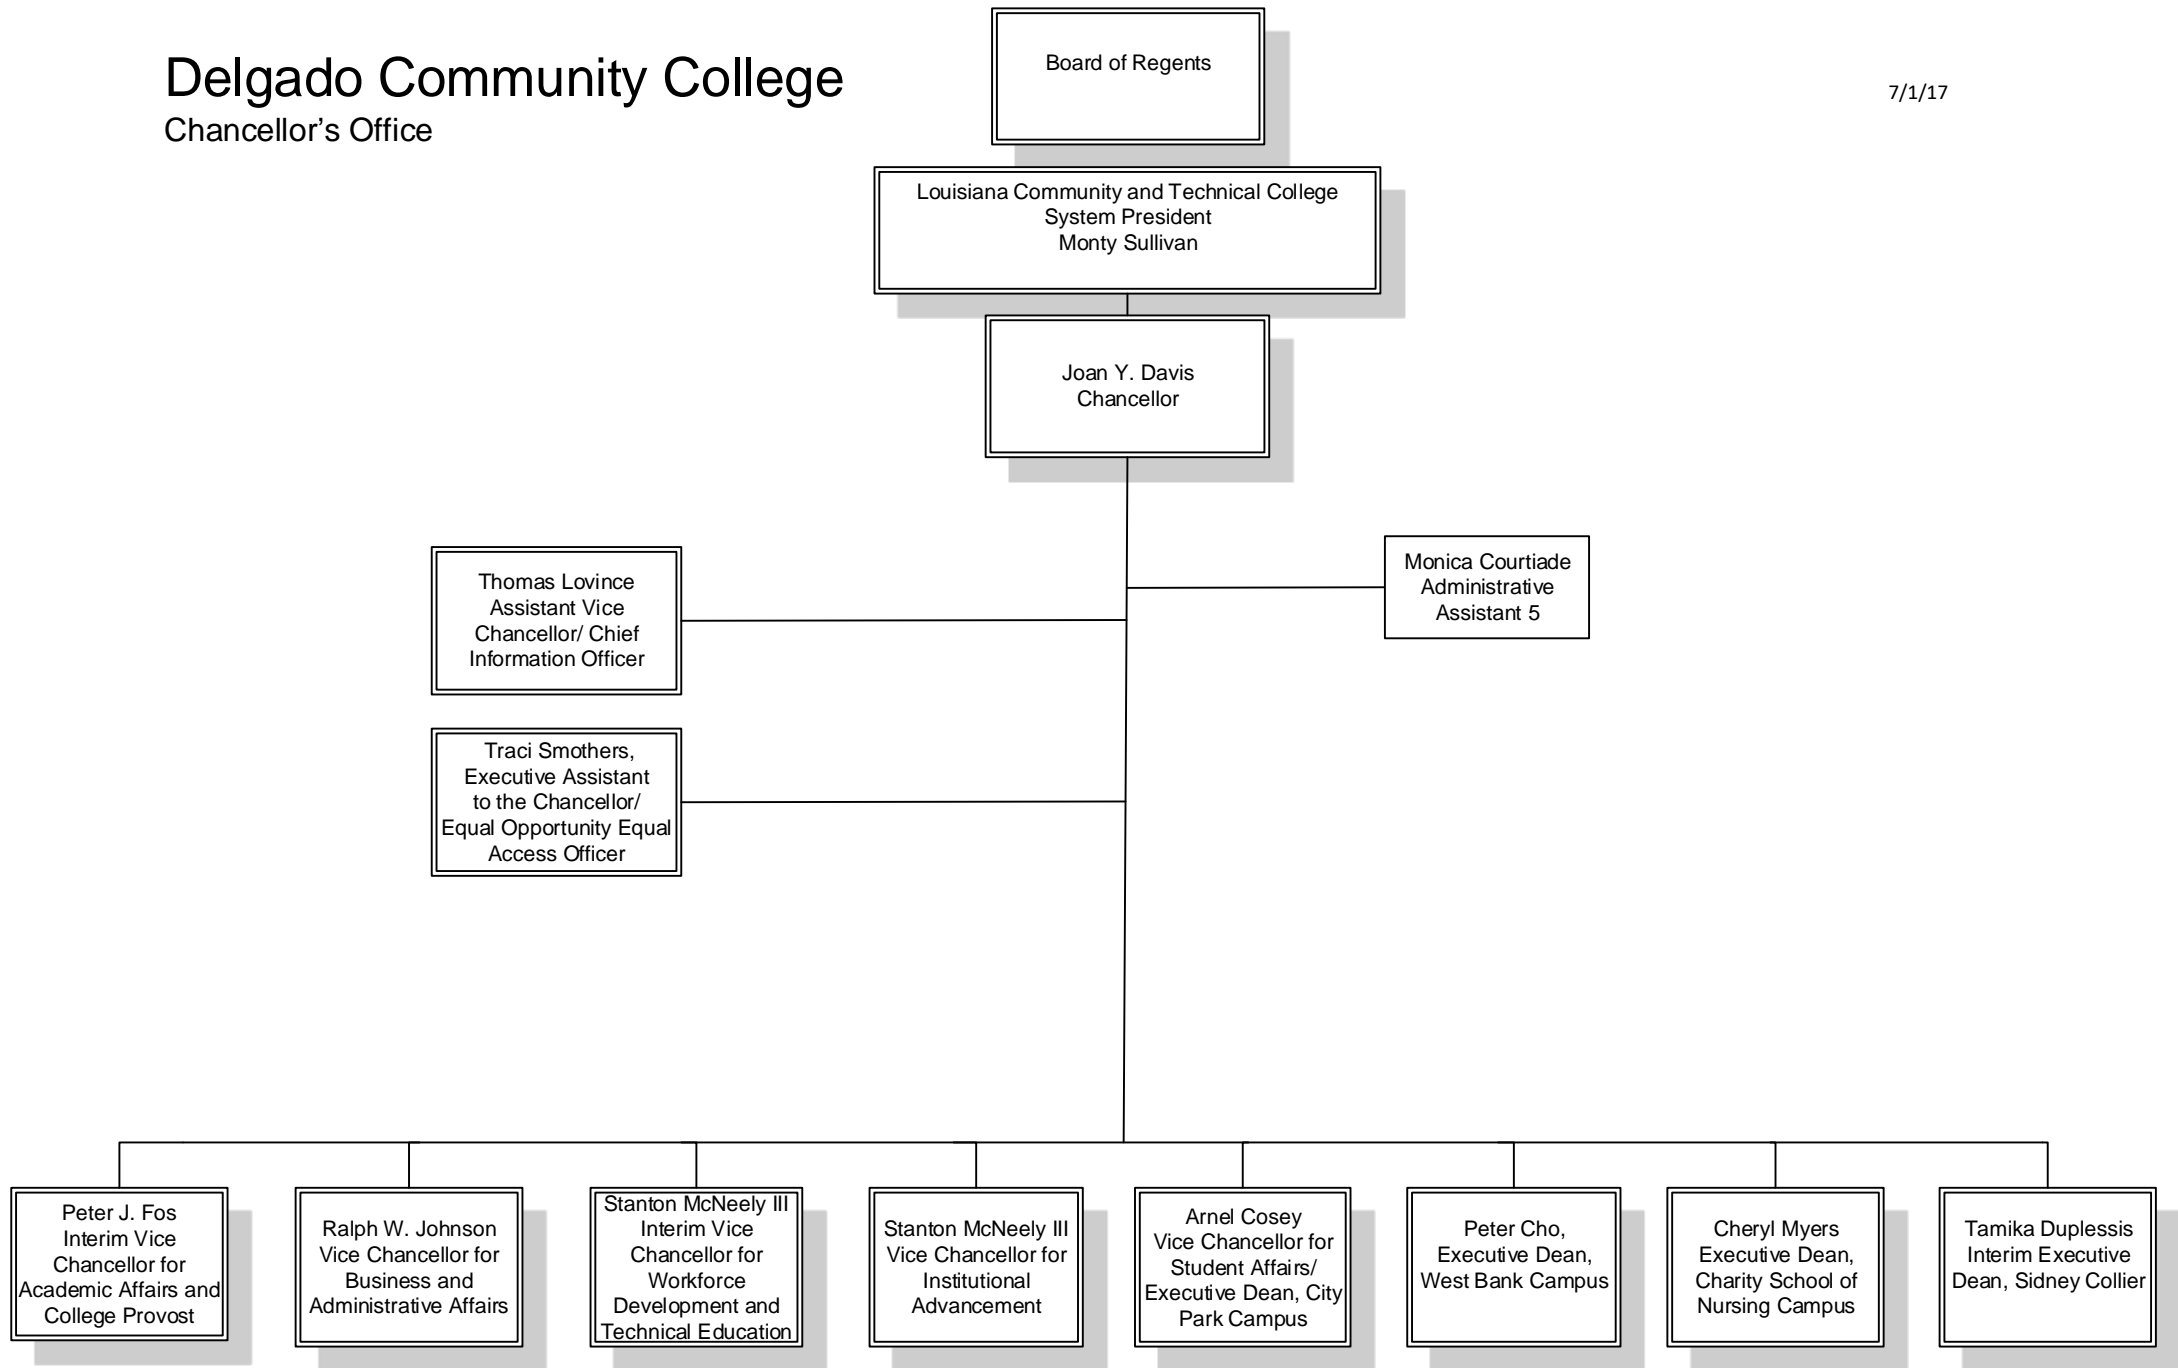 Delgado Community College
Chancellor's Office
7/1/17
Board of Regents
Louisiana Community and Technical College
System President
Monty Sullivan
Joan Y. Davis
Chancellor
Thomas Lovince
Assistant Vice
Chancellor/ Chief
Information Officer
Monica Courtiade
Administrative
Assistant 5
Traci Smothers,
Executive Assistant
to the Chancellor/
Equal Opportunity Equal
Access Officer
Peter J. Fos
Interim Vice
Chancellor for
Academic Affairs and
College Provost
Ralph W. Johnson
Vice Chancellor for
Business and
Administrative Affairs
Stanton McNeely III
Interim Vice
Chancellor for
Workforce
Development and
Technical Education
Stanton McNeely III
Vice Chancellor for
Institutional
Advancement
Arnel Cosey
Vice Chancellor for
Student Affairs/
Executive Dean, City
Park Campus
Peter Cho,
Executive Dean,
West Bank Campus
Cheryl Myers
Executive Dean,
Charity School of
Nursing Campus
Tamika Duplessis
Interim Executive
Dean, Sidney Collier